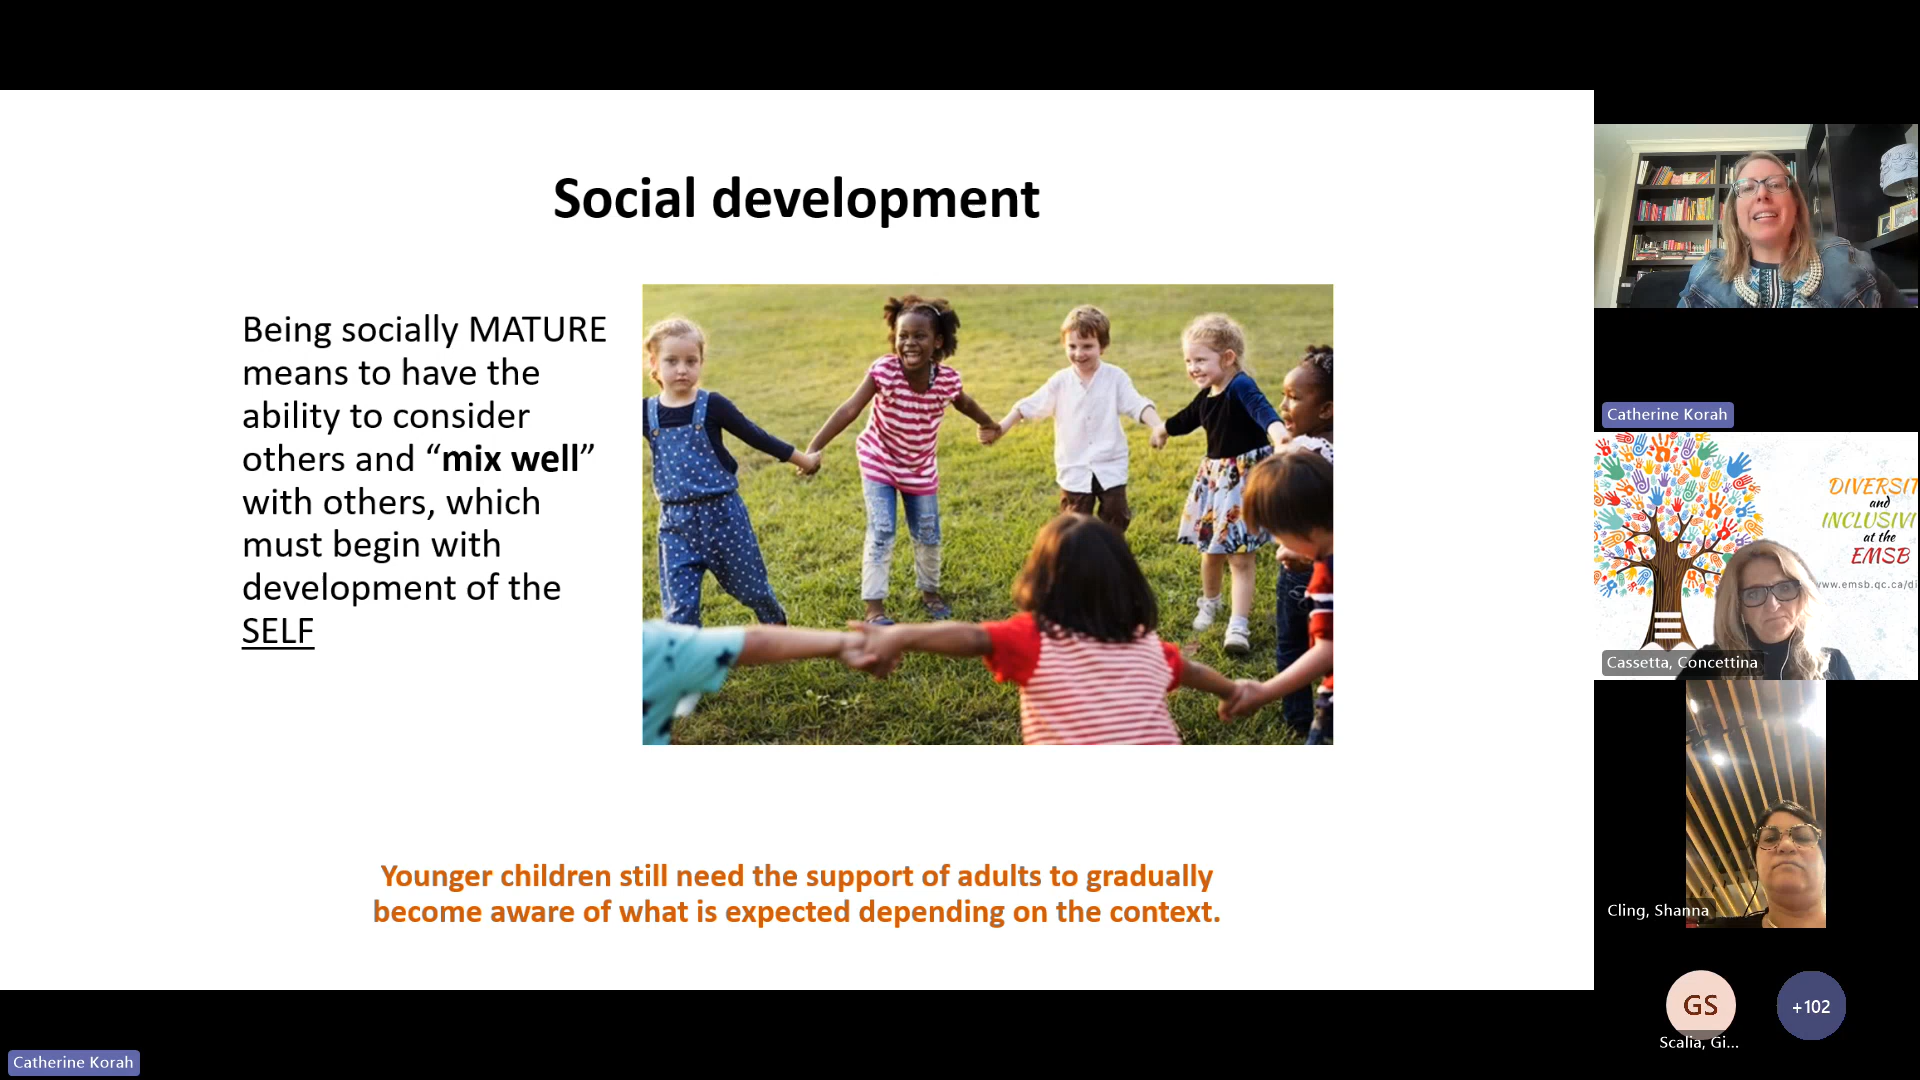 Social development
Being socially MATURE
means to have the
ability to consider
others and “mix well”
with others, which
must begin with
development of the
SELF
Younger children still need the support of adults to gradually
become aware of what is expected depending on the context.
Catherine Korah
Catherine Korah
DIVERSIT
and
INCLUSIVI
at the
EMSB
www.emsb.qc.ca/di
Cassetta, Concettina
Cling, Shanna
GS
Scalia, Gi...
+102